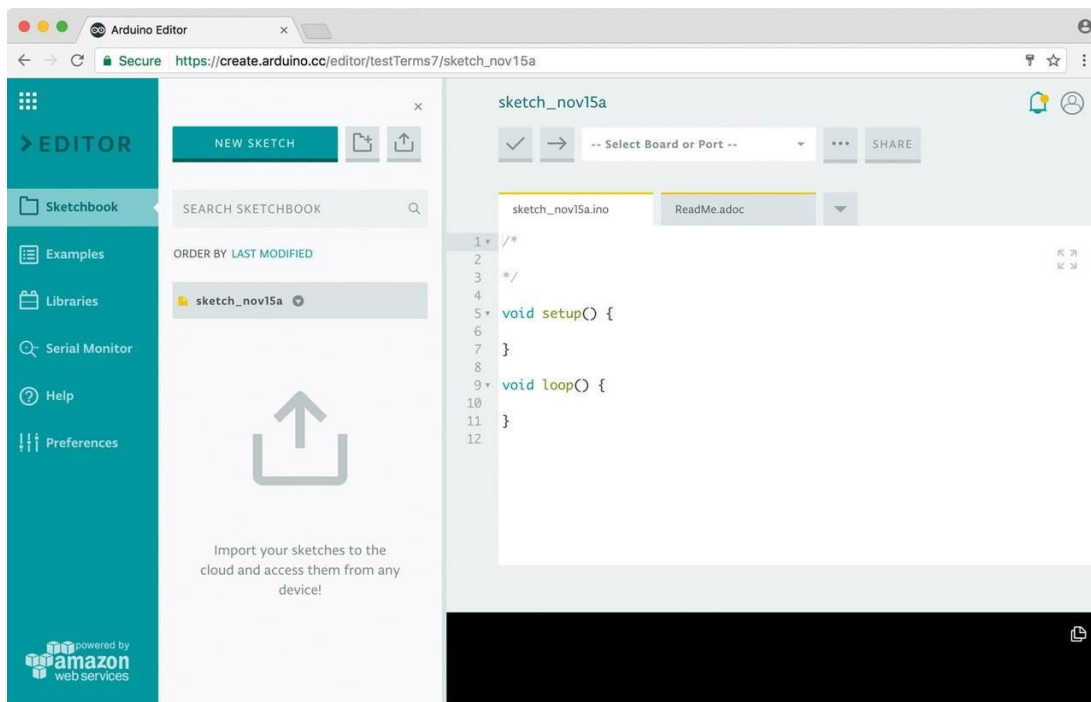 Arduino Editor
Secure https://create.arduino.cc/editor/testTerms7/sketch_nov15a
EDITOR
Sketchbook
Examples
Libraries
Serial Monitor
Help
Preferences
powered by
amazon
web services
NEW SKETCH
SEARCH SKETCHBOOK
ORDER BY LAST MODIFIED
sketch_nov15a
Import your sketches to the
cloud and access them from any
device!
sketch_nov15a
-- Select Board or Port --
SHARE
sketch_nov15a.ino ReadMe.adoc
1 /*
2
3 */
4
5 void setup() {
6
7 }
8
9 void loop() {
10
11 }
12